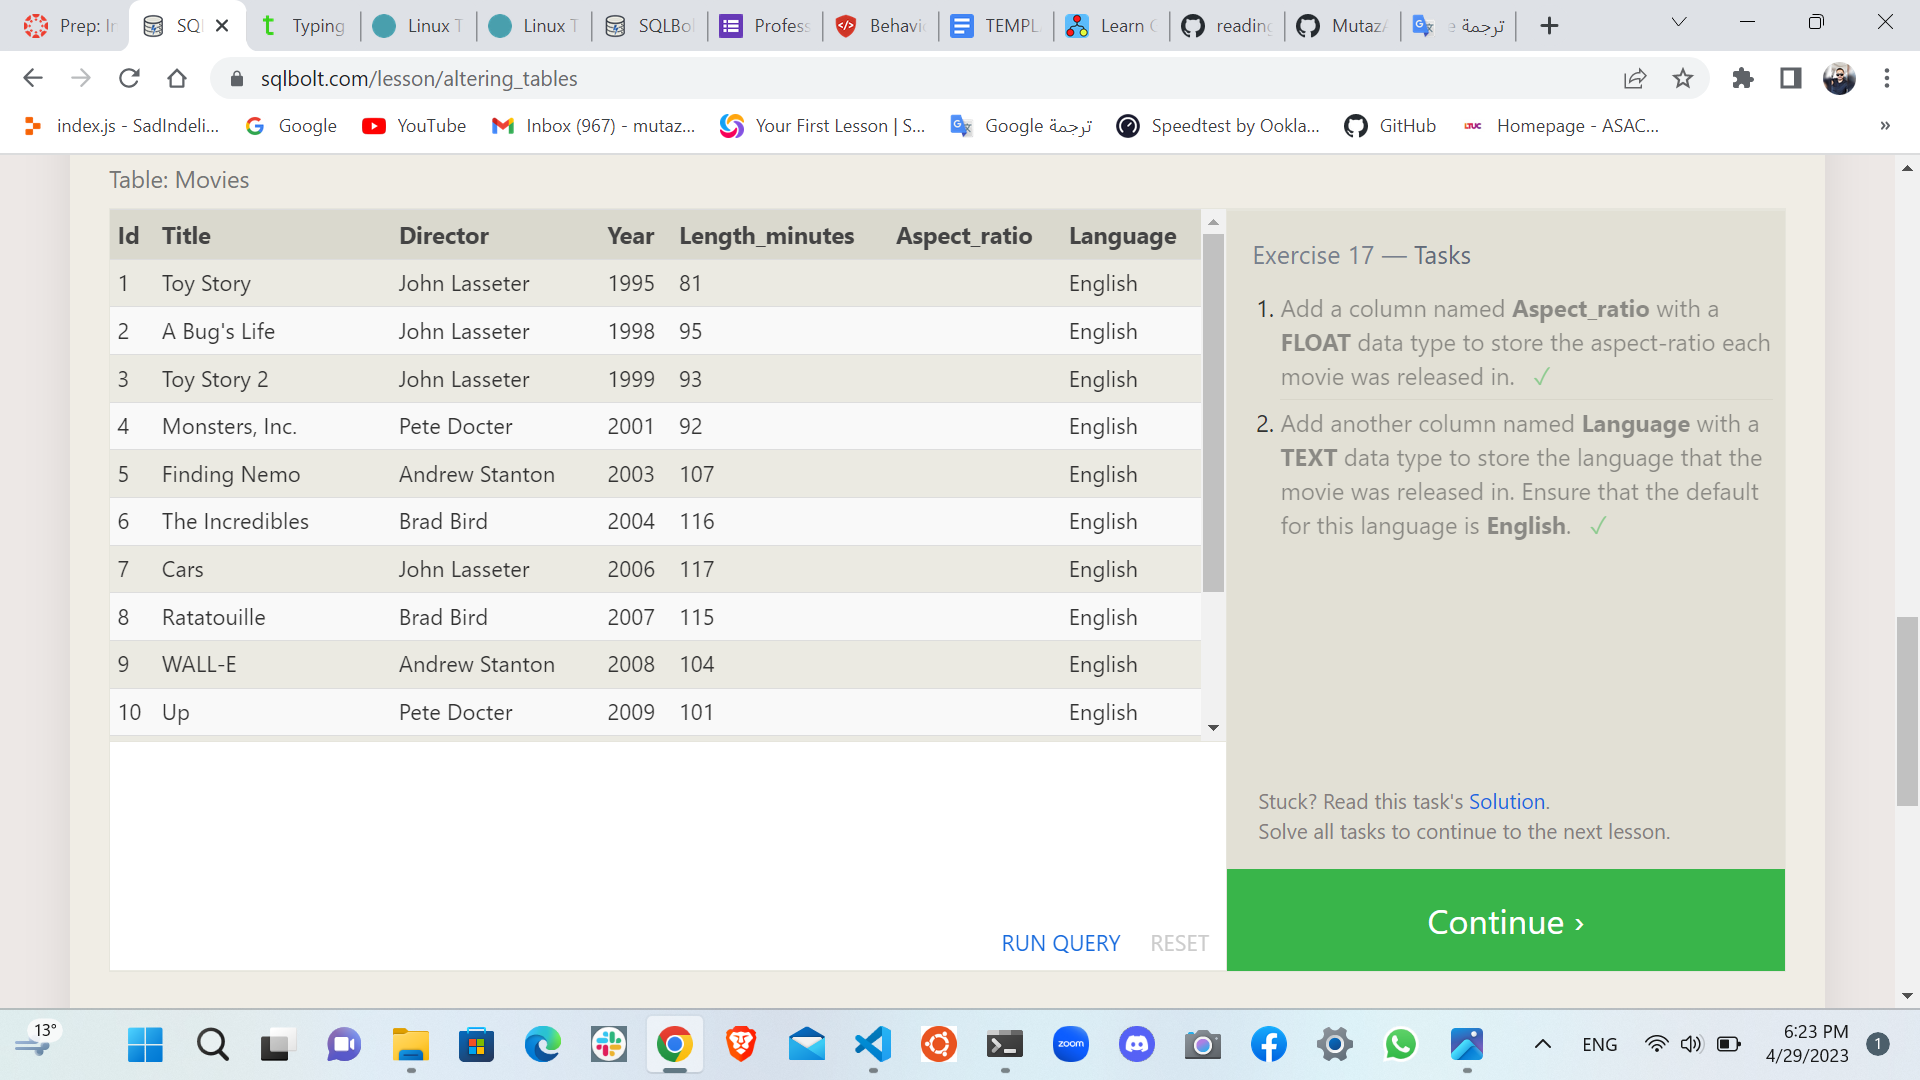 Prep: In
SQ
Typing
Linux T
Linux T
SQLBol
Profess
Behavi
TEMPL
Learn
reading
Mutaz
ترجمة e
sqlbolt.com/lesson/altering_tables
index.js - SadIndeli...
Google
YouTube
Inbox (967) - mutaz...
Your First Lesson | S...
ترجمة Google
Speedtest by Ookla...
GitHub
LTUC
Homepage - ASAC...
»
Table: Movies
Id Title Director Year Length_minutes Aspect_ratio Language
1 Toy Story John Lasseter 1995 81 English
2 A Bug's Life John Lasseter 1998 95 English
3 Toy Story 2 John Lasseter 1999 93 English
4 Monsters, Inc. Pete Docter 2001 92 English
5 Finding Nemo Andrew Stanton 2003 107 English
6 The Incredibles Brad Bird 2004 116 English
7 Cars John Lasseter 2006 117 English
8 Ratatouille Brad Bird 2007 115 English
9 WALL-E Andrew Stanton 2008 104 English
10 Up Pete Docter 2009 101 English
RUN QUERY RESET
Exercise 17 — Tasks
1. Add a column named Aspect_ratio with a
FLOAT data type to store the aspect-ratio each
movie was released in. ✓
2. Add another column named Language with a
TEXT data type to store the language that the
movie was released in. Ensure that the default
for this language is English. ✓
Stuck? Read this task's Solution.
Solve all tasks to continue to the next lesson.
Continue ›
13°
zoom
ENG
6:23 PM
4/29/2023
1